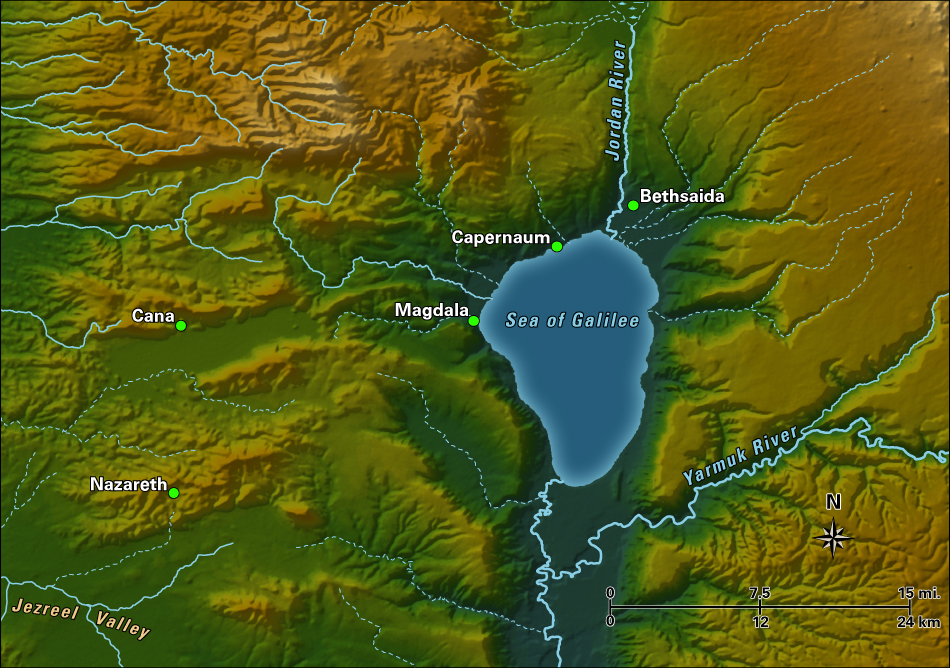 Jordan River
Bethsaida
Capernaum
Magdala
Sea of Galilee
Cana
Yarmuk River
Nazareth
N
Jezreel Valley
0 7.5 15 mi.
0 12 24 km